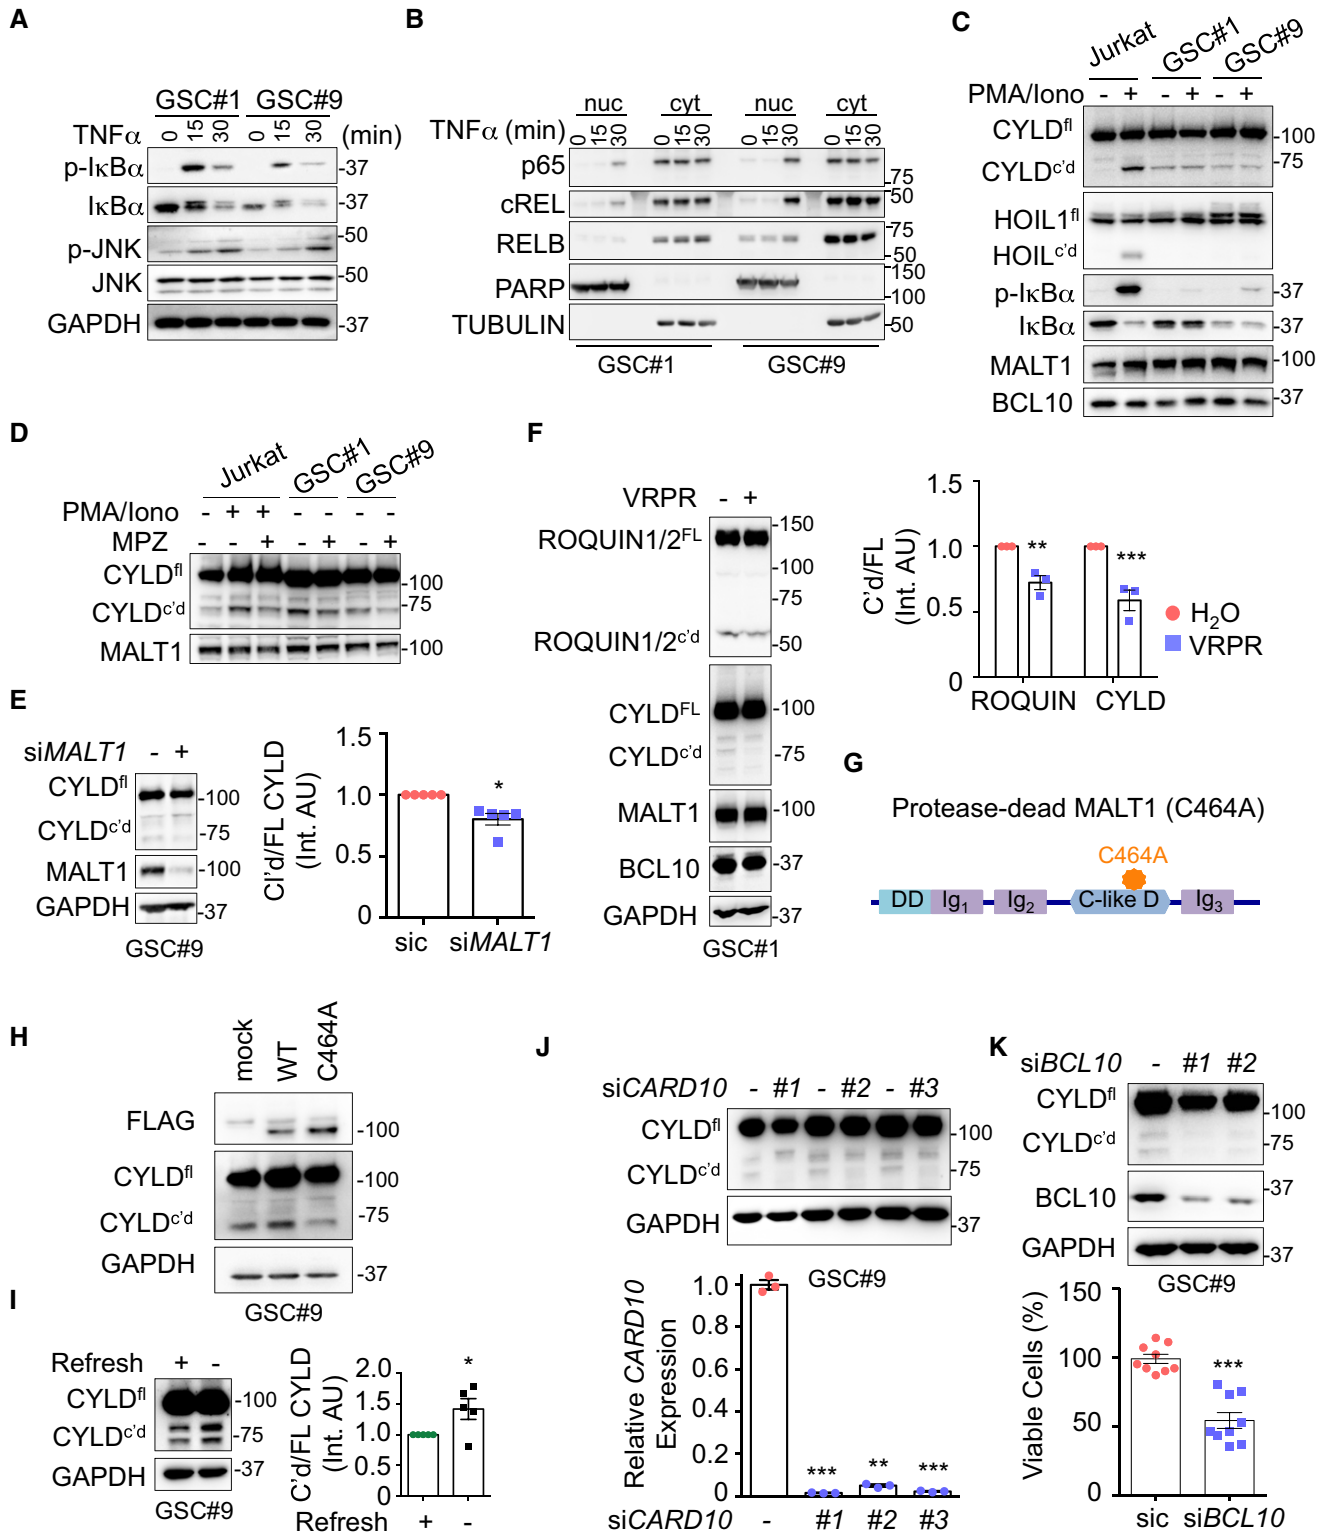 A
GSC#1 GSC#9
TNFα 0 15 30 0 15 30 (min)
p-IκBα -37
IκBα -37
p-JNK -50
JNK -50
GAPDH -37
B
nuc cyt nuc cyt
TNFα (min) 0 15 30 0 15 30 0 15 30 0 15 30
p65 75
cREL 50
RELB 75 50
PARP 150 100
TUBULIN -50
GSC#1 GSC#9
C
Jurkat GSC#1 GSC#9
PMA/Iono - + - + - +
CYLDfl -100
-75
CYLDc'd
HOIL1fl
HOILc'd
p-IκBα -37
IκBα -37
MALT1 -100
BCL10 -37
D
Jurkat GSC#1 GSC#9
PMA/Iono - + + - - - -
MPZ - - + - + - +
CYLDfl -100
CYLDc'd -75
MALT1 -100
E
siMALT1 - +
CYLDfl -100
CYLDc'd -75
MALT1 -100
GAPDH -37
GSC#9
Cl'd/FL CYLD
(Int. AU)
1.5
1.0
0.5
0
*
sic siMALT1
F
VRPR - +
ROQUIN1/2FL -150
-100
-75
ROQUIN1/2c'd -50
CYLDFL -100
CYLDc'd -75
MALT1 -100
BCL10 -37
GAPDH -37
GSC#1
C'd/FL
(Int. AU)
1.5
1.0
0.5
0
** ***
ROQUIN CYLD
H2O
VRPR
G
Protease-dead MALT1 (C464A)
C464A
DD Ig1 Ig2 C-like D Ig3
H
mock WT C464A
FLAG -100
CYLDfl -100
CYLDc'd -75
GAPDH -37
GSC#9
I
Refresh + -
CYLDfl -100
CYLDc'd -75
GAPDH -37
GSC#9
C'd/FL CYLD
(Int. AU)
2.0
1.5
1.0
0.5
0
*
Refresh + -
J
siCARD10 - #1 - #2 - #3
CYLDfl -100
CYLDc'd -75
GAPDH -37
GSC#9
Relative CARD10
Expression
1.0
0.8
0.6
0.4
0.2
0
*** ** ***
siCARD10 - #1 #2 #3
K
siBCL10 - #1 #2
CYLDfl 100
CYLDc'd -75
BCL10 -37
GAPDH -37
GSC#9
Viable Cells (%)
150
100
50
0
***
sic siBCL10